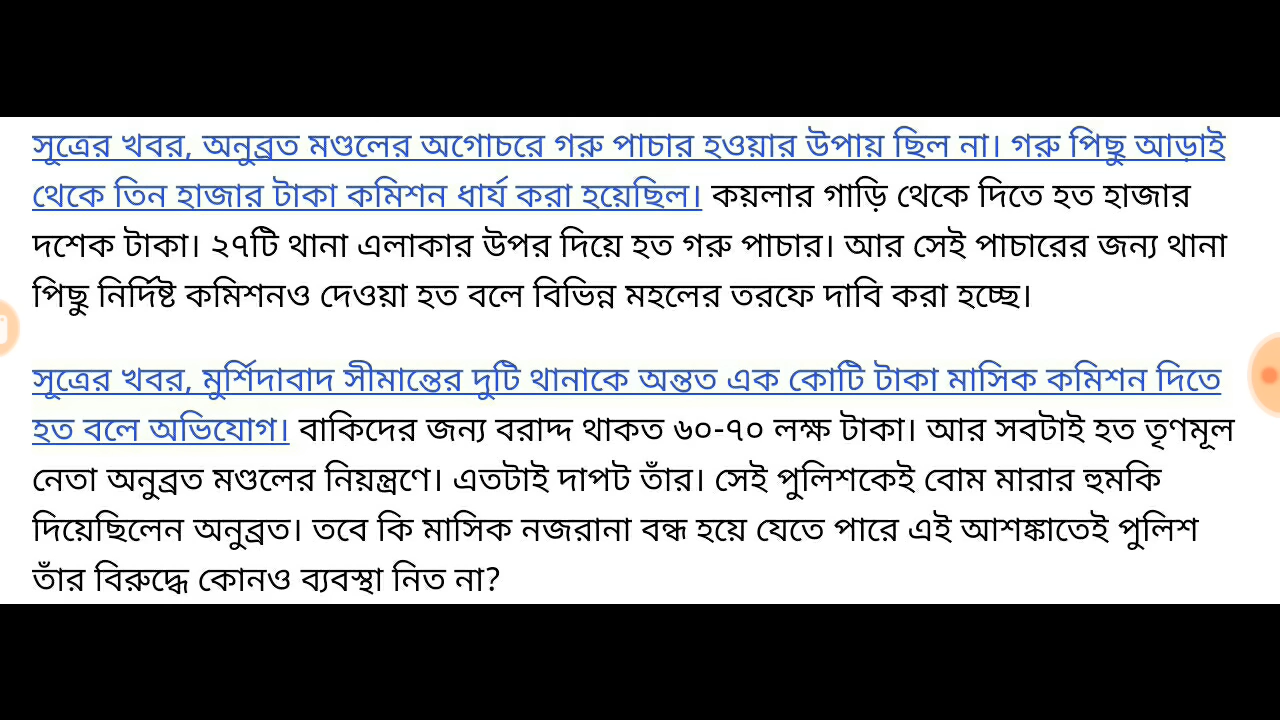 সূত্রের খবর, অনুব্রত মণ্ডলের অগোচরে গরু পাচার হওয়ার উপায় ছিল না। গরু পিছু আড়াই
থেকে তিন হাজার টাকা কমিশন ধার্য করা হয়েছিল। কয়লার গাড়ি থেকে দিতে হত হাজার
দশেক টাকা। ২৭টি থানা এলাকার উপর দিয়ে হত গরু পাচার। আর সেই পাচারের জন্য থানা
পিছু নির্দিষ্ট কমিশনও দেওয়া হত বলে বিভিন্ন মহলের তরফে দাবি করা হচ্ছে।
সূত্রের খবর, মুর্শিদাবাদ সীমান্তের দুটি থানাকে অন্তত এক কোটি টাকা মাসিক কমিশন দিতে
হত বলে অভিযোগ। বাকিদের জন্য বরাদ্দ থাকত ৬০-৭০ লক্ষ টাকা। আর সবটাই হত তৃণমূল
নেতা অনুব্রত মণ্ডলের নিয়ন্ত্রণে। এতটাই দাপট তাঁর। সেই পুলিশকেই বোম মারার হুমকি
দিয়েছিলেন অনুব্রত। তবে কি মাসিক নজরানা বন্ধ হয়ে যেতে পারে এই আশঙ্কাতেই পুলিশ
তাঁর বিরুদ্ধে কোনও ব্যবস্থা নিত না?